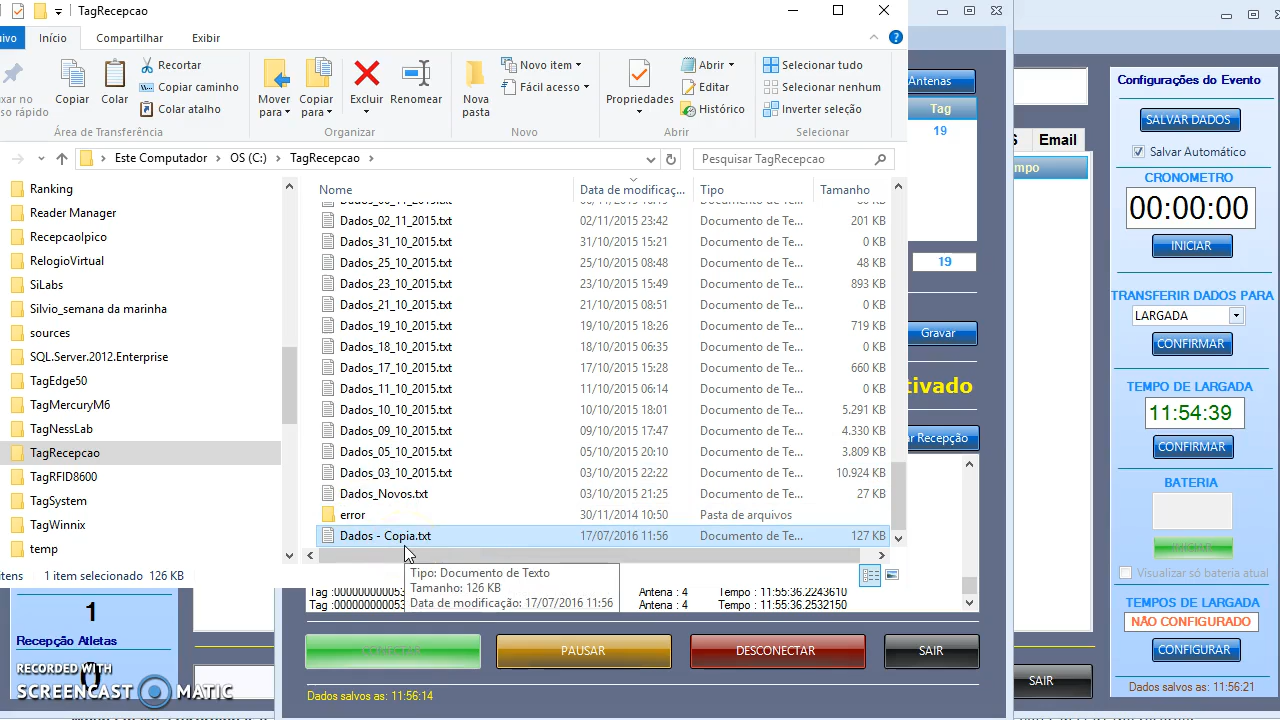 TagRecepcao
ivo
Início
Compartilhar
Exibir
Copiar
Colar
Recortar
Copiar caminho
Colar atalho
Área de Transferência
Mover para
Copiar para
Excluir
Renomear
Organizar
Nova pasta
Novo item
Fácil acesso
Novo
Propriedades
Abrir
Editar
Histórico
Abrir
Selecionar tudo
Selecionar nenhum
Inverter seleção
Selecionar
Este Computador > OS (C:) > TagRecepcao >
Pesquisar TagRecepcao
Ranking
Reader Manager
Recepcaolpico
RelogioVirtual
SiLabs
Silvio_semana da marinha
sources
SQL.Server.2012.Enterprise
TagEdge50
TagMercuryM6
TagNessLab
TagRecepcao
TagRFID8600
TagSystem
TagWinnix
temp
Nome Data de modificaç... Tipo Tamanho
Dados_02_11_2015.txt 02/11/2015 23:42 Documento de Te... 201 KB
Dados_31_10_2015.txt 31/10/2015 15:21 Documento de Te... 0 KB
Dados_25_10_2015.txt 25/10/2015 08:48 Documento de Te... 48 KB
Dados_23_10_2015.txt 23/10/2015 15:49 Documento de Te... 893 KB
Dados_21_10_2015.txt 21/10/2015 08:51 Documento de Te... 0 KB
Dados_19_10_2015.txt 19/10/2015 18:26 Documento de Te... 719 KB
Dados_18_10_2015.txt 18/10/2015 06:35 Documento de Te... 0 KB
Dados_17_10_2015.txt 17/10/2015 15:28 Documento de Te... 660 KB
Dados_11_10_2015.txt 11/10/2015 06:14 Documento de Te... 0 KB
Dados_10_10_2015.txt 10/10/2015 18:01 Documento de Te... 5.291 KB
Dados_09_10_2015.txt 09/10/2015 17:47 Documento de Te... 4.330 KB
Dados_05_10_2015.txt 05/10/2015 20:10 Documento de Te... 3.809 KB
Dados_03_10_2015.txt 03/10/2015 22:22 Documento de Te... 10.924 KB
Dados_Novos.txt 03/10/2015 21:25 Documento de Te... 27 KB
error 30/11/2014 10:50 Pasta de arquivos
Dados - Copia.txt 17/07/2016 11:56 Documento de Te... 127 KB
itens 1 item selecionado 126 KB
Tipo: Documento de Texto
Tamanho: 126 KB
Data de modificação: 17/07/2016 11:56
Tag :000000000053 Antena : 4 Tempo : 11:55:36.2243610
Tag :000000000053 Antena : 4 Tempo : 11:55:36.2532150
Antenas
Tag
19
19
Gravar
tivado
ar Recepção
1
Recepção Atletas
0
PAUSAR
DESCONECTAR
SAIR
Dados salvos as: 11:56:14
RECORDED WITH
SCREENCAST MATIC
S Email
mpo
SAIR
Configurações do Evento
SALVAR DADOS
Salvar Automático
CRONOMETRO
00:00:00
INICIAR
TRANSFERIR DADOS PARA
LARGADA
CONFIRMAR
TEMPO DE LARGADA
11:54:39
CONFIRMAR
BATERIA
Visualizar só bateria atual
TEMPOS DE LARGADA
NÃO CONFIGURADO
CONFIGURAR
Dados salvos as: 11:56:21